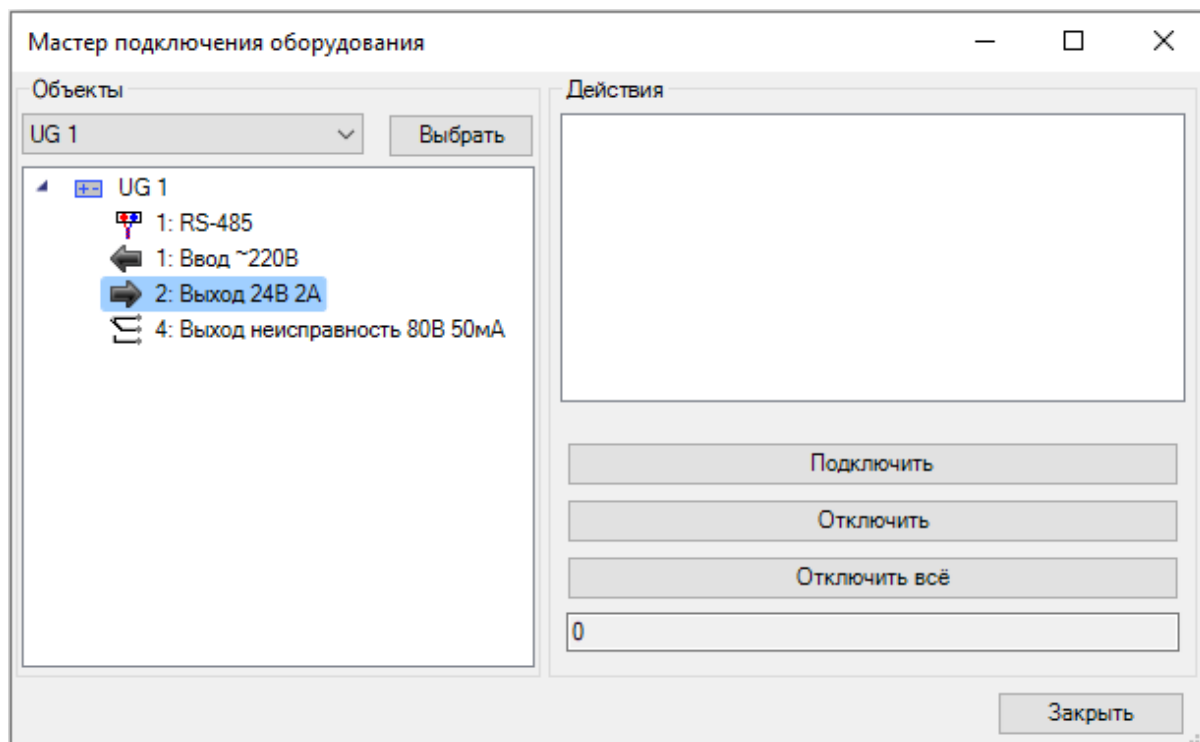 Мастер подключения оборудования
Объекты
UG 1
Выбрать
UG 1
1: RS-485
1: Ввод ~220В
2: Выход 24В 2А
4: Выход неисправность 80В 50мА
Действия
Подключить
Отключить
Отключить всё
0
Закрыть